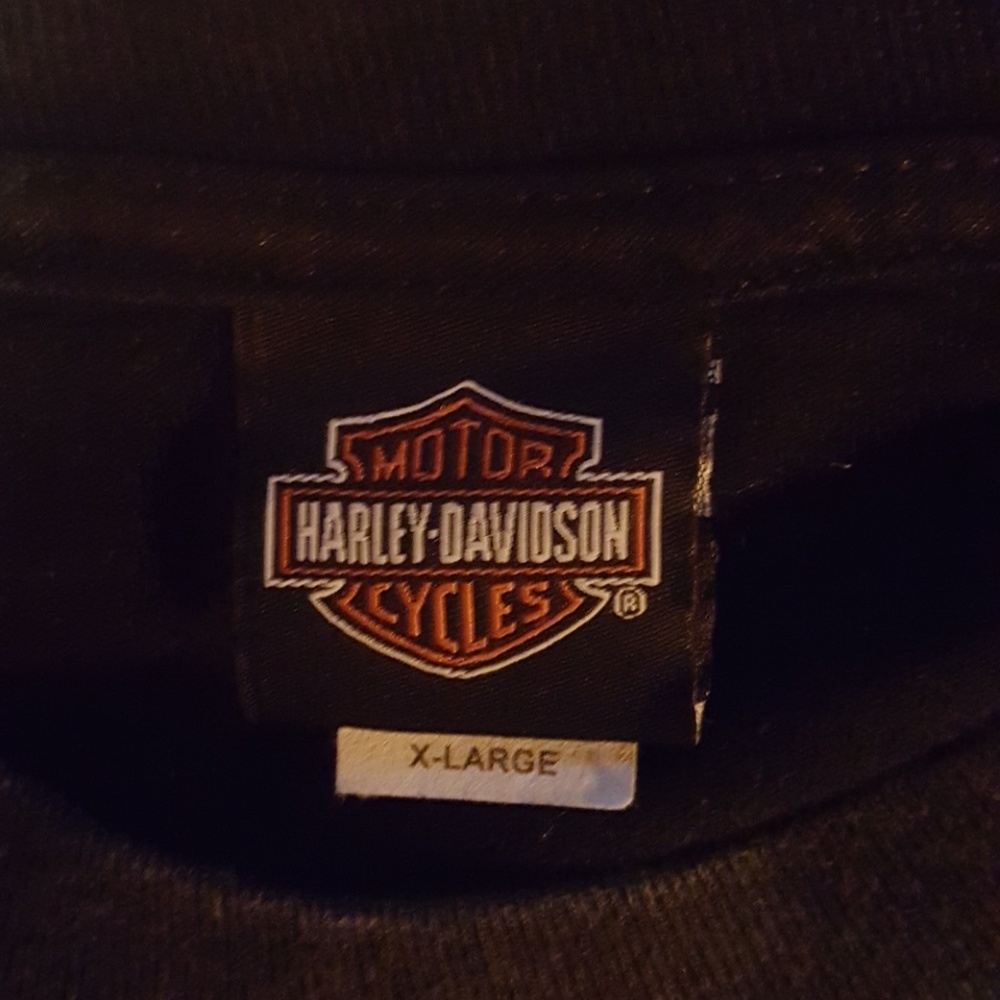 MOTOR
HARLEY-DAVIDSON
CYCLES
®
X-LARGE